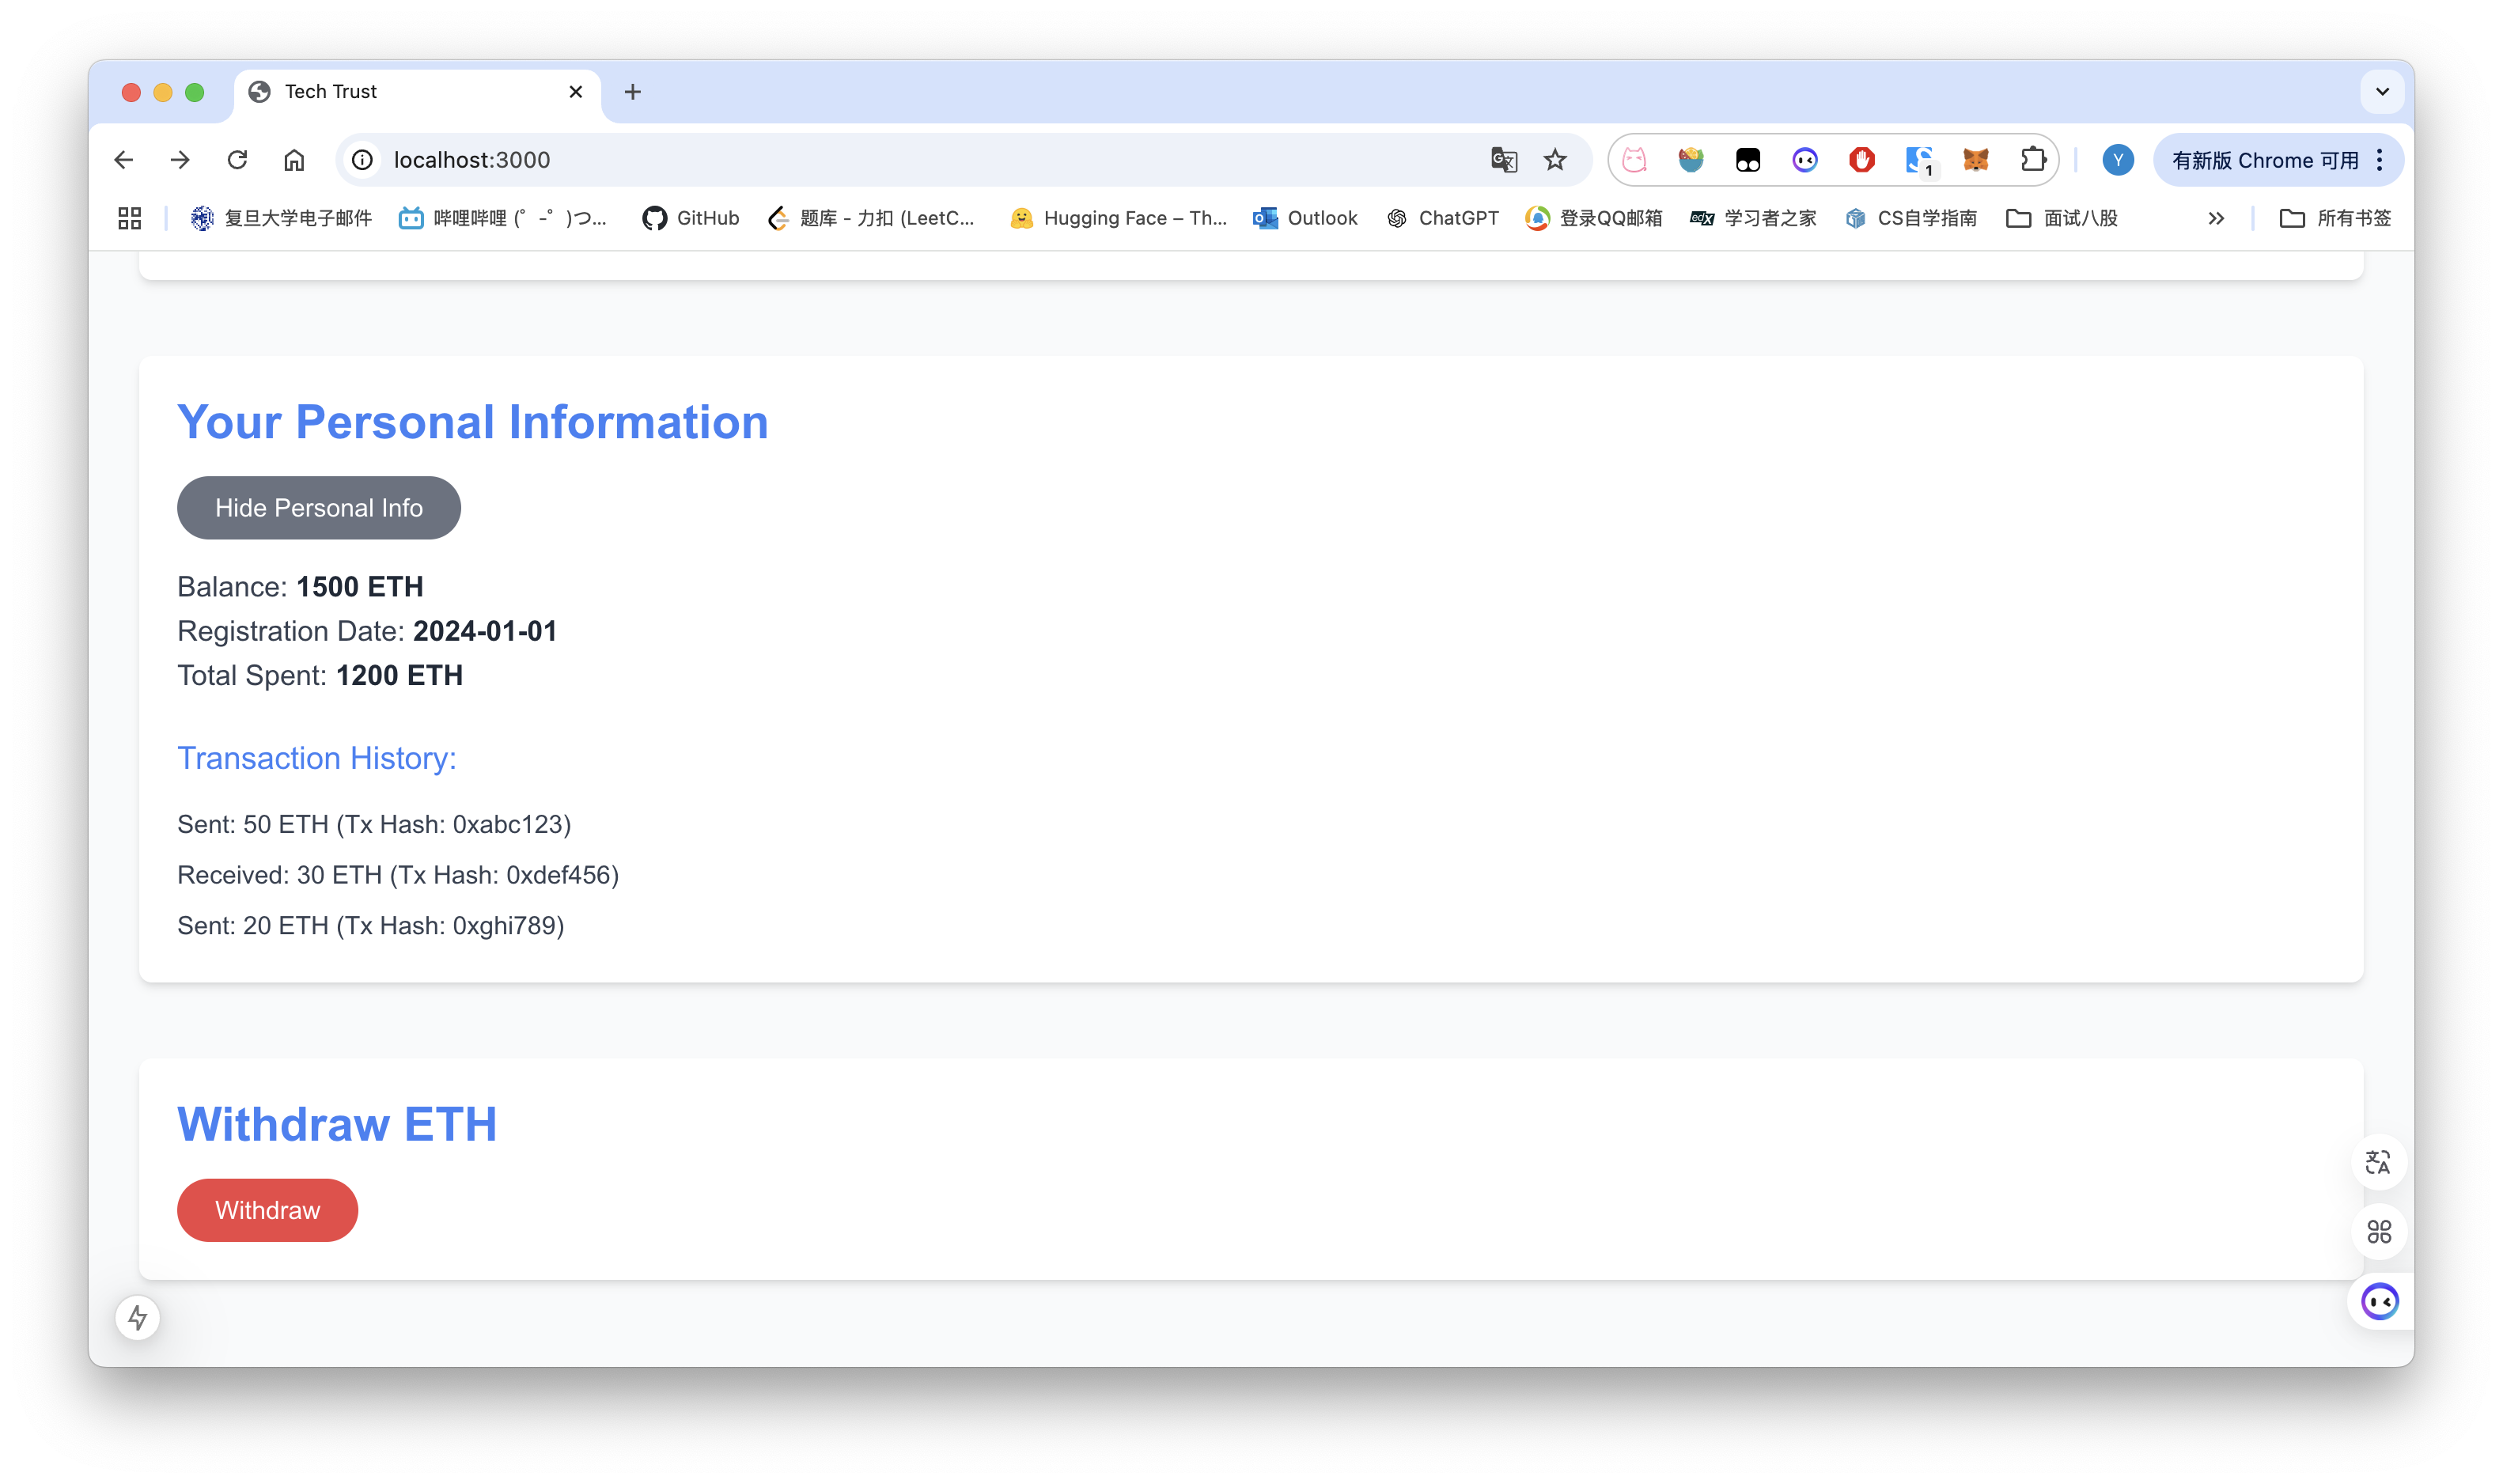 Tech Trust
localhost:3000
1
Y
有新版 Chrome 可用
复旦大学电子邮件
哔哩哔哩 (゜-゜)つ...
GitHub
题库 - 力扣 (LeetC...
Hugging Face – Th...
Outlook
ChatGPT
登录QQ邮箱
edX 学习者之家
CS自学指南
面试八股
所有书签
Your Personal Information
Hide Personal Info
Balance: 1500 ETH
Registration Date: 2024-01-01
Total Spent: 1200 ETH
Transaction History:
Sent: 50 ETH (Tx Hash: 0xabc123)
Received: 30 ETH (Tx Hash: 0xdef456)
Sent: 20 ETH (Tx Hash: 0xghi789)
Withdraw ETH
Withdraw